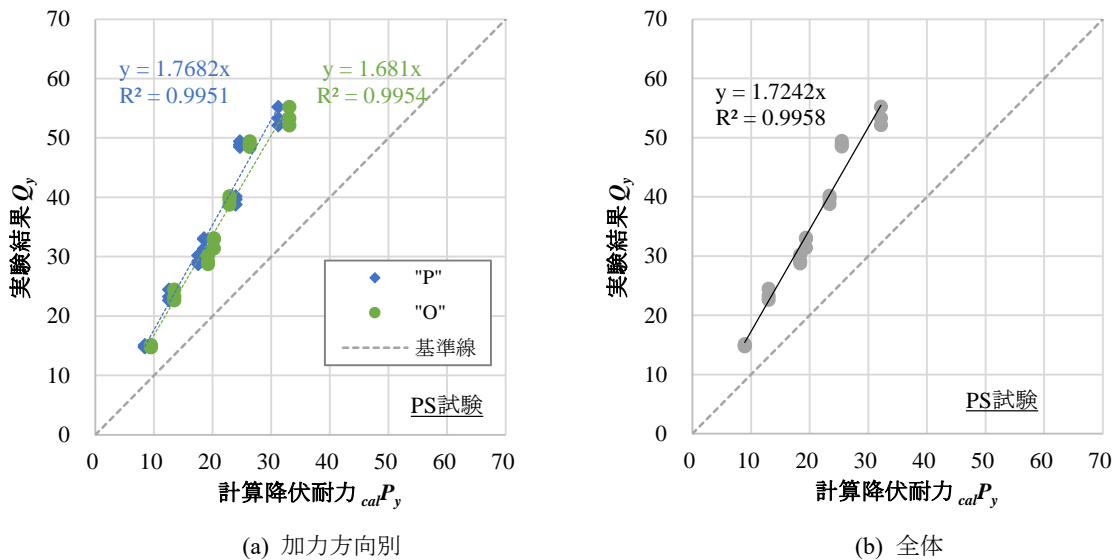 70
60
50
40
30
20
10
0
0 10 20 30 40 50 60 70
実験結果 Qy
計算降伏耐力 calPy
y = 1.7682x
R² = 0.9951
y = 1.681x
R² = 0.9954
"P"
"O"
基準線
PS試験
(a) 加力方向別
70
60
50
40
30
20
10
0
0 10 20 30 40 50 60 70
実験結果 Qy
計算降伏耐力 calPy
y = 1.7242x
R² = 0.9958
PS試験
(b) 全体